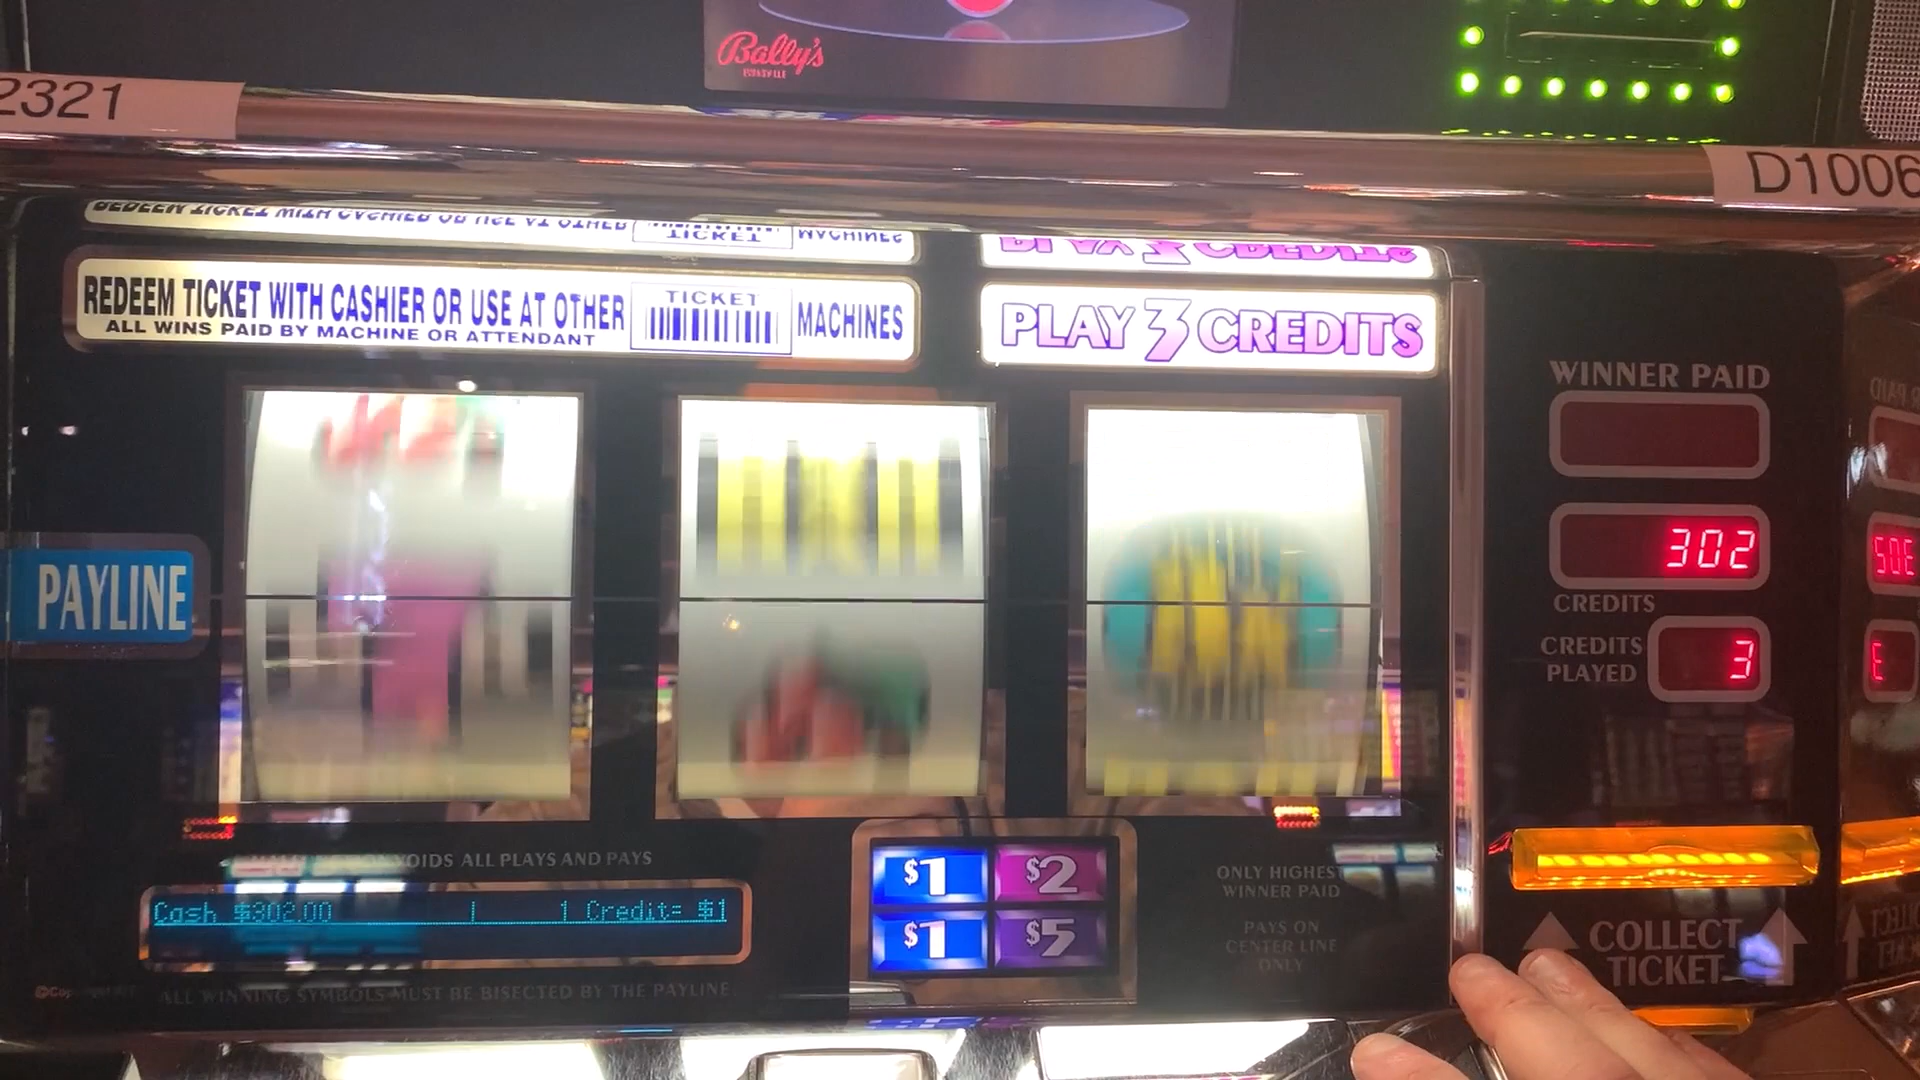 Bally's
EVANSVILLE
2321
D1006
REDEEM TICKET WITH CASHIER OR USE AT OTHER
TICKET
MACHINES
ALL WINS PAID BY MACHINE OR ATTENDANT
PLAY 3 CREDITS
WINNER PAID
302
CREDITS
CREDITS
PLAYED
3
PAYLINE
VOIDS ALL PLAYS AND PAYS
Cash $302.00 1 Credit= $1
$1
$2
$1
$5
ONLY HIGHEST
WINNER PAID
PAYS ON
CENTER LINE
ONLY
COLLECT
TICKET
ALL WINNING SYMBOLS MUST BE BISECTED BY THE PAYLINE